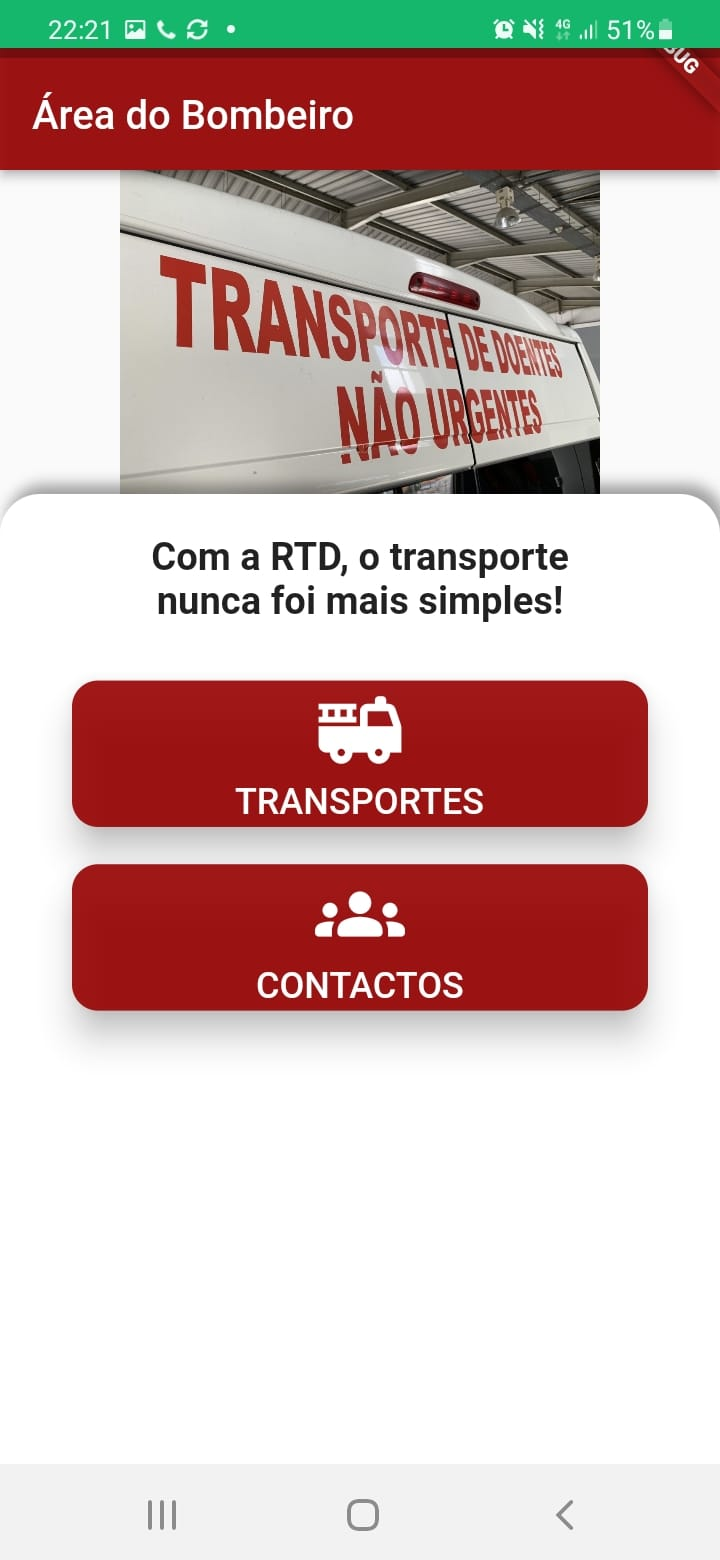 22:21
4G
51%
Área do Bombeiro
TRANSPORTE DE DOENTES
NÃO URGENTES
Com a RTD, o transporte
nunca foi mais simples!
TRANSPORTES
CONTACTOS